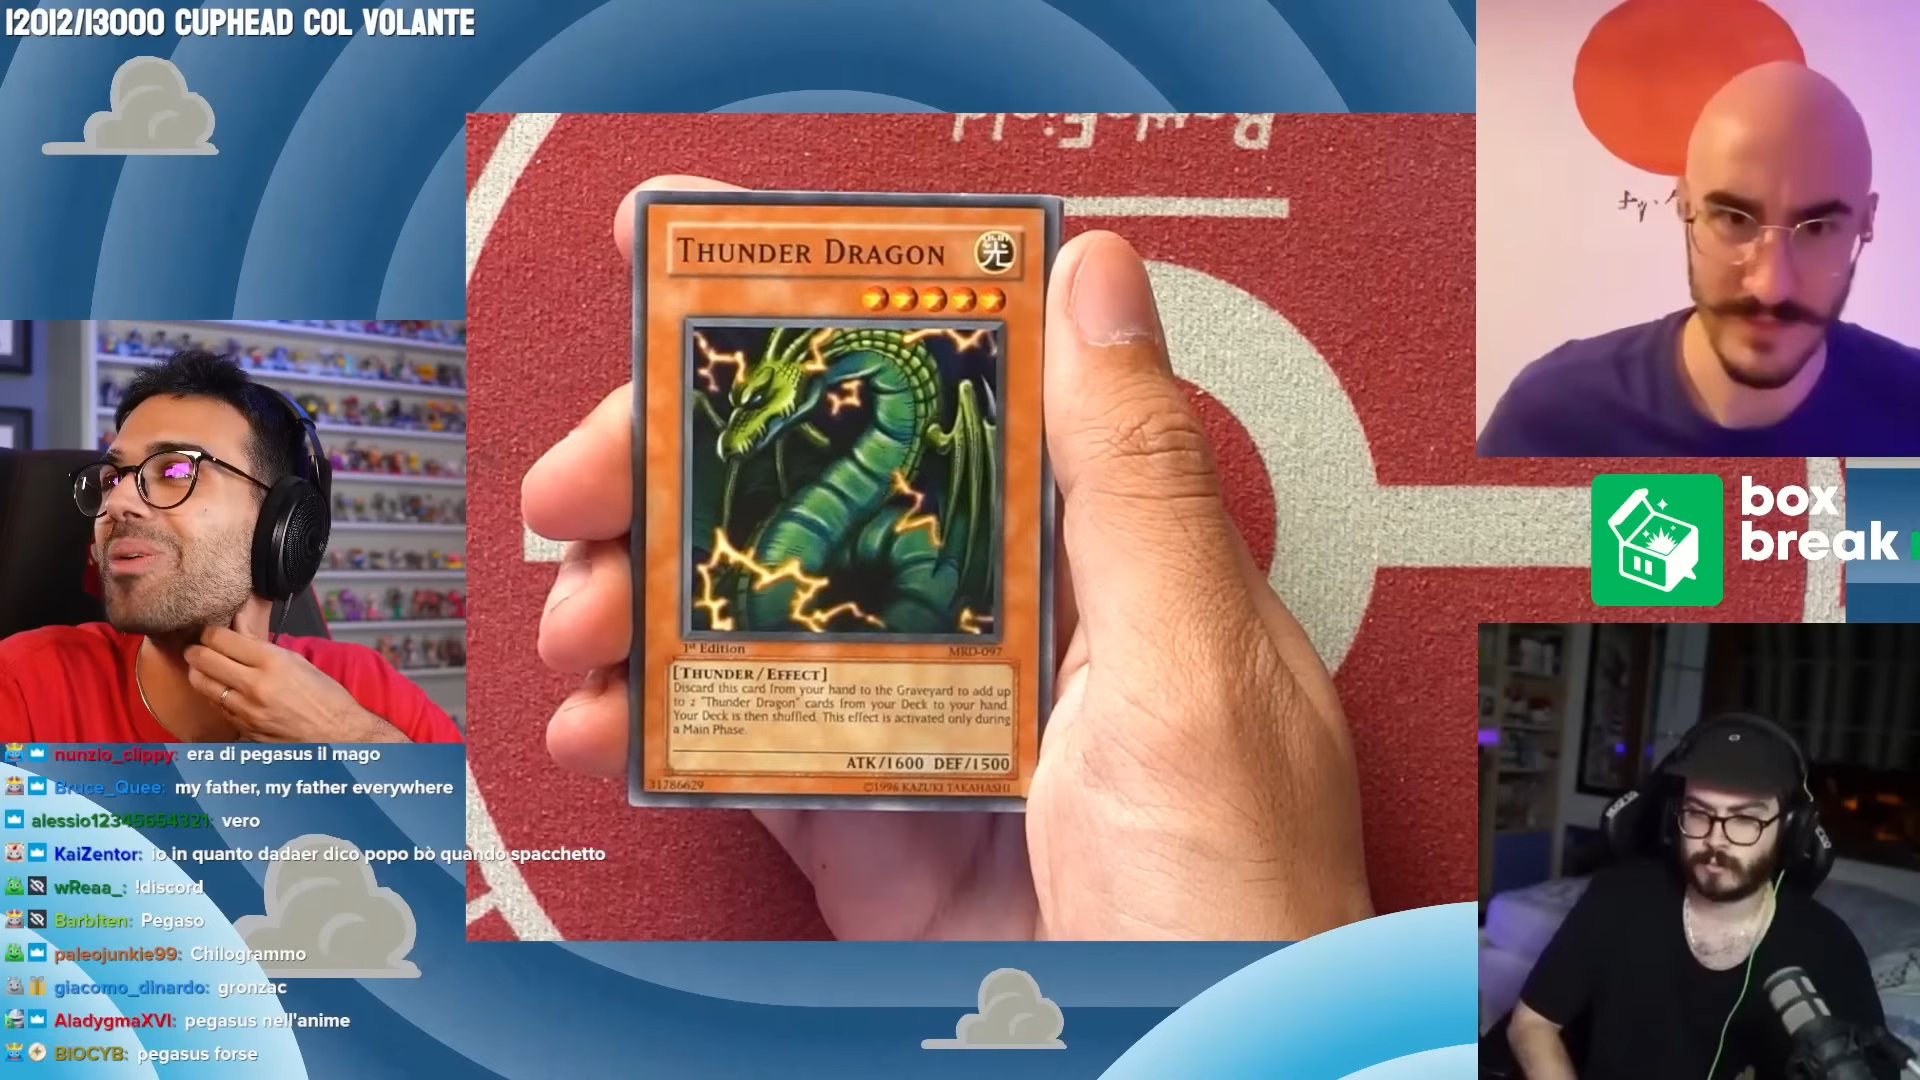 12012/13000 CUPHEAD COL VOLANTE
THUNDER DRAGON
光
1st Edition
MRD-097
[THUNDER/EFFECT]
Discard this card from your hand to the Graveyard to add up
to 2 "Thunder Dragon" cards from your Deck to your hand.
Your Deck is then shuffled. This effect is activated only during
a Main Phase.
ATK/1600 DEF/1500
31786629
©1996 KAZUKI TAKAHASHI
box
break
nunzio_clippy: era di pegasus il mago
Bruce_Quee: my father, my father everywhere
alessio12345654321: vero
KaiZentor: io in quanto dadaer dico popo bò quando spacchetto
wReaa_: !discord
Barbiten: Pegaso
paleojunkie99: Chilogrammo
giacomo_dinardo: gronzac
AladygmaXVI: pegasus nell'anime
BIOCYB: pegasus forse